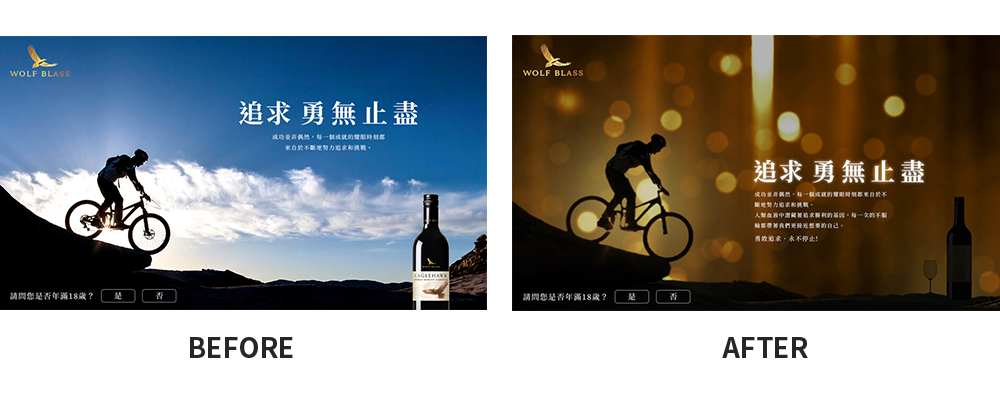 WOLF BLASS
追求 勇無止盡
成功並非偶然，每一個成就的耀眼時刻都
來自於不斷地努力追求和挑戰。
WOLF BLASS
EAGLEHAWK
請問您是否年滿18歲？ 是 否
BEFORE
WOLF BLASS
追求 勇無止盡
成功並非偶然，每一個成就的耀眼時刻都來自於不
斷地努力追求和挑戰。
人類血液中潛藏著追求勝利的基因，每一次的不服
輸都帶著我們更接近想要的自己。
勇敢追求，永不停止!
請問您是否年滿18歲？ 是 否
AFTER